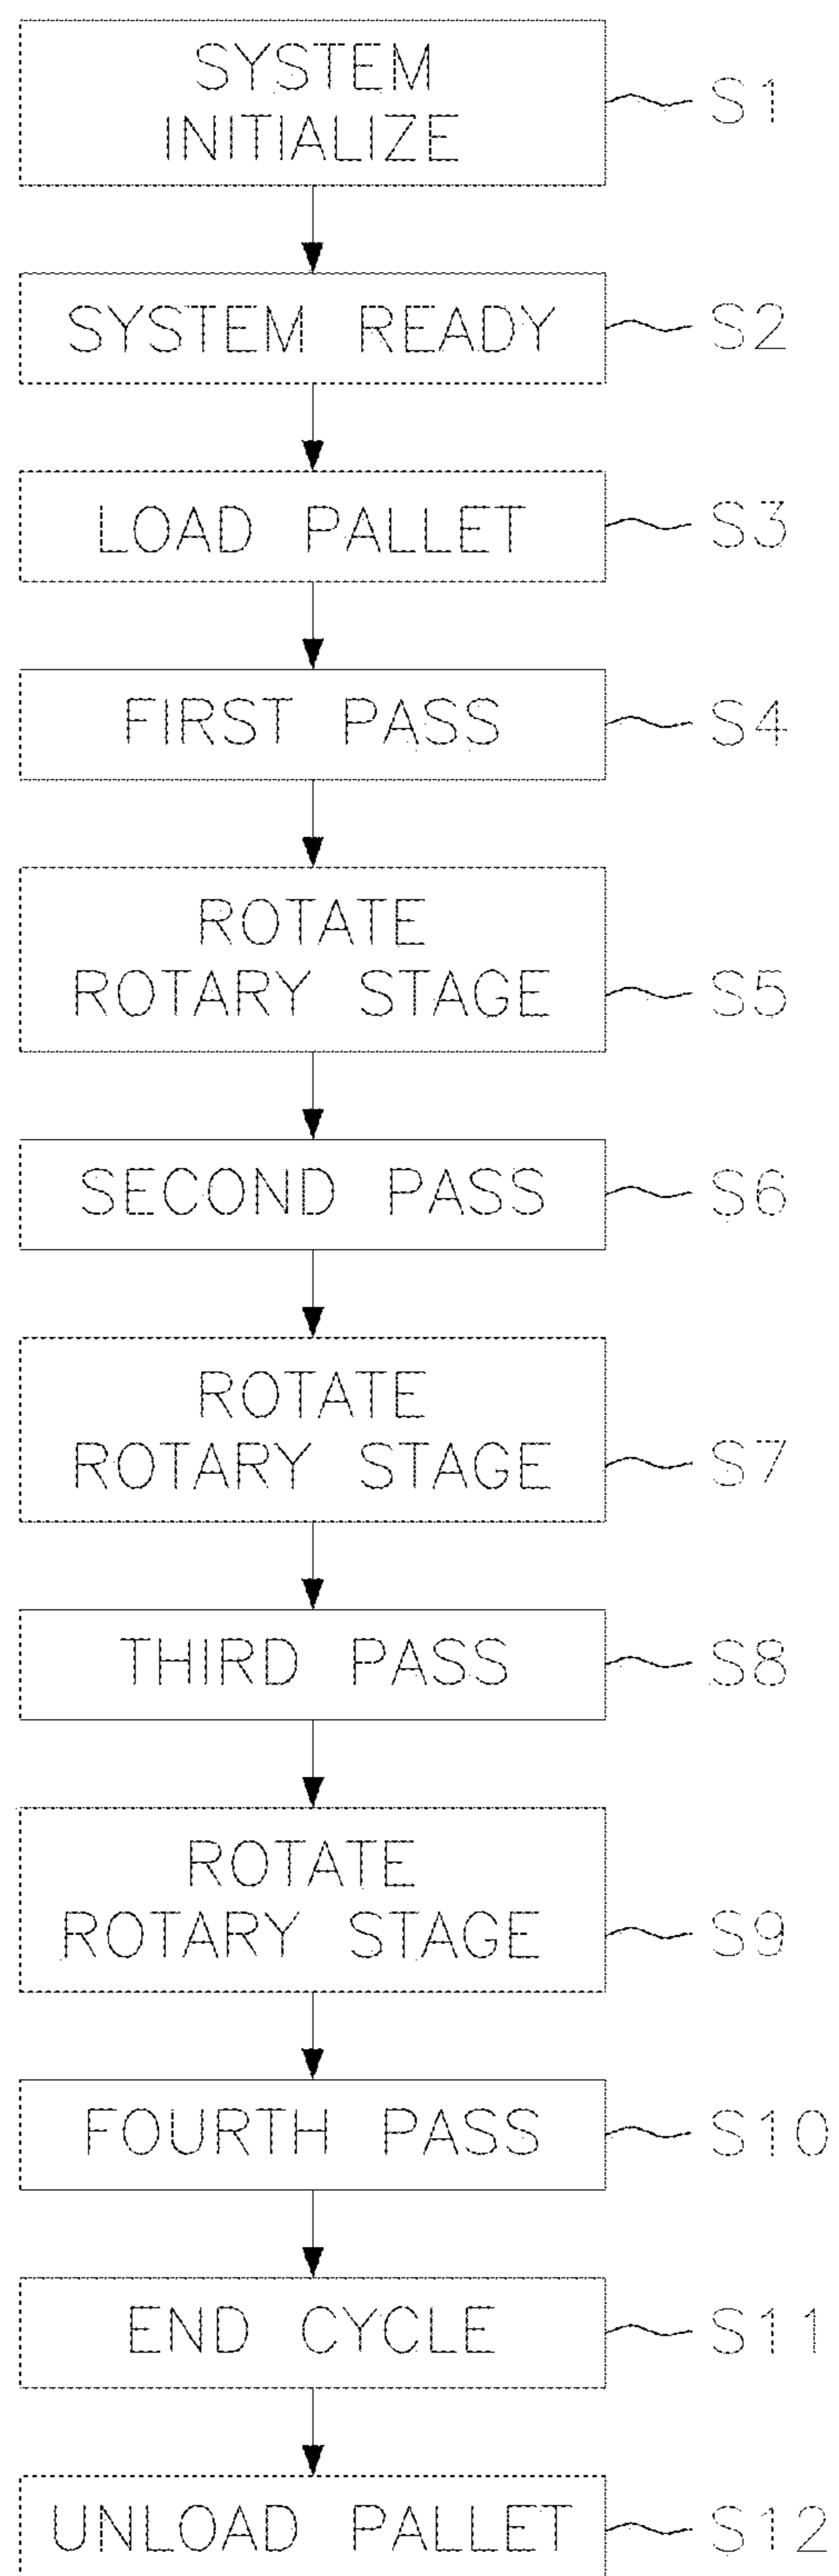 SYSTEM
INITIALIZE
S1
SYSTEM READY
S2
LOAD PALLET
S3
FIRST PASS
S4
ROTATE
ROTARY STAGE
S5
SECOND PASS
S6
ROTATE
ROTARY STAGE
S7
THIRD PASS
S8
ROTATE
ROTARY STAGE
S9
FOURTH PASS
S10
END CYCLE
S11
UNLOAD PALLET
S12